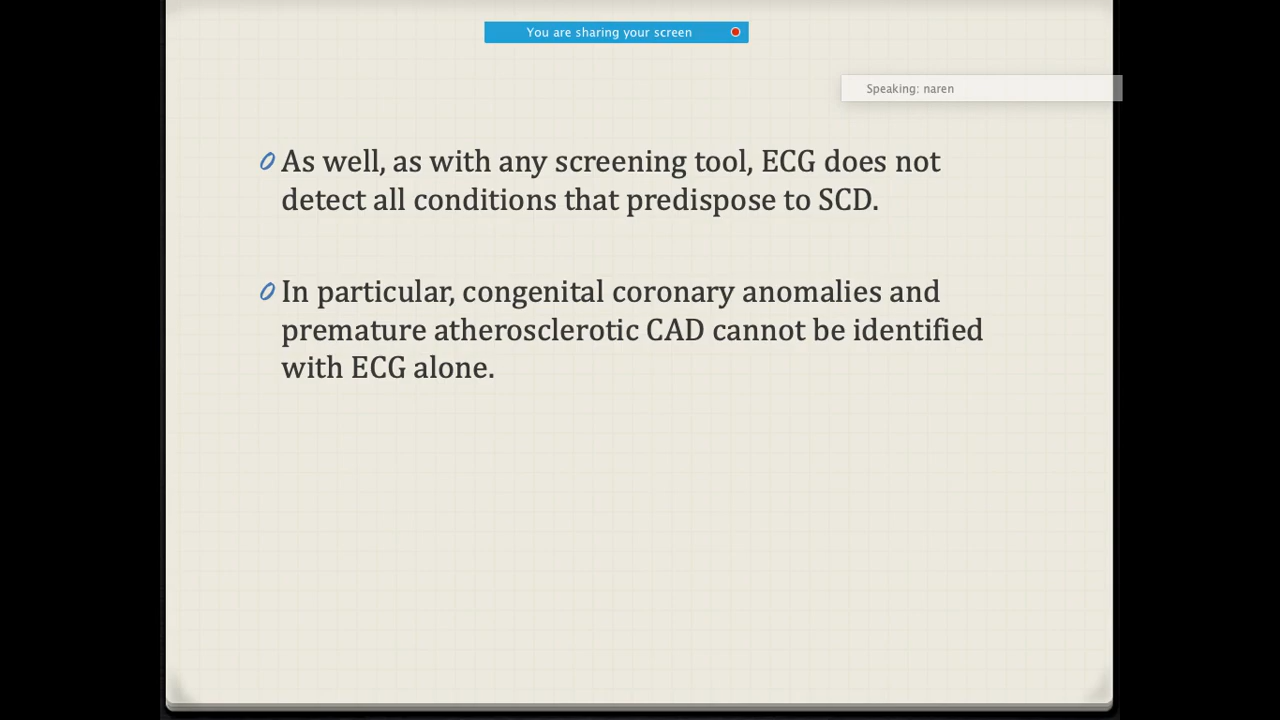 You are sharing your screen
Speaking: naren
As well, as with any screening tool, ECG does not
detect all conditions that predispose to SCD.
In particular, congenital coronary anomalies and
premature atherosclerotic CAD cannot be identified
with ECG alone.